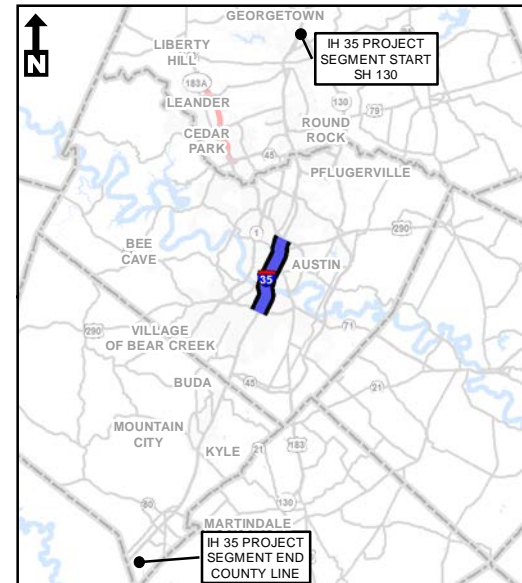 GEORGETOWN
N
IH 35 PROJECT
SEGMENT START
SH 130
LIBERTY
HILL
183A
LEANDER
130
79
CEDAR
PARK
ROUND
ROCK
45
PFLUGERVILLE
1
290
BEE
CAVE
AUSTIN
35
71
290
VILLAGE
OF BEAR CREEK
BUDA
45
21
MOUNTAIN
CITY
KYLE
21
183
80
130
MARTINDALE
IH 35 PROJECT
SEGMENT END
COUNTY LINE